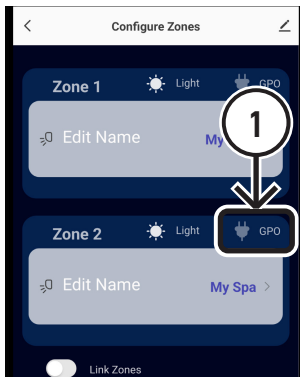 Configure Zones
Zone 1 Light GPO
1
Edit Name My
Zone 2 Light GPO
Edit Name My Spa
Link Zones